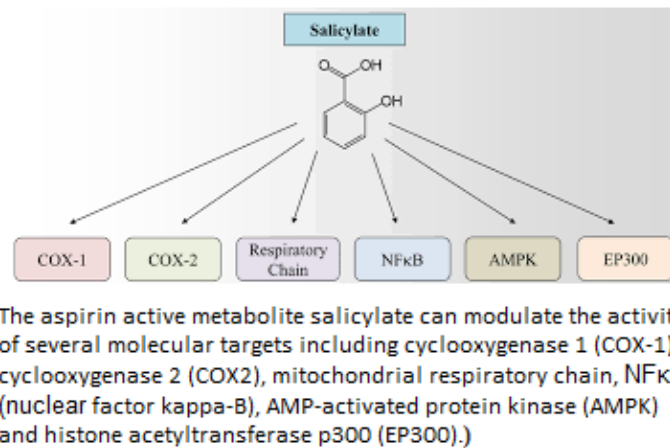 Salicylate
O OH
OH
COX-1 COX-2 Respiratory Chain NFκB AMPK EP300
The aspirin active metabolite salicylate can modulate the activit
of several molecular targets including cyclooxygenase 1 (COX-1)
cyclooxygenase 2 (COX2), mitochondrial respiratory chain, NFκ
(nuclear factor kappa-B), AMP-activated protein kinase (AMPK)
and histone acetyltransferase p300 (EP300).)